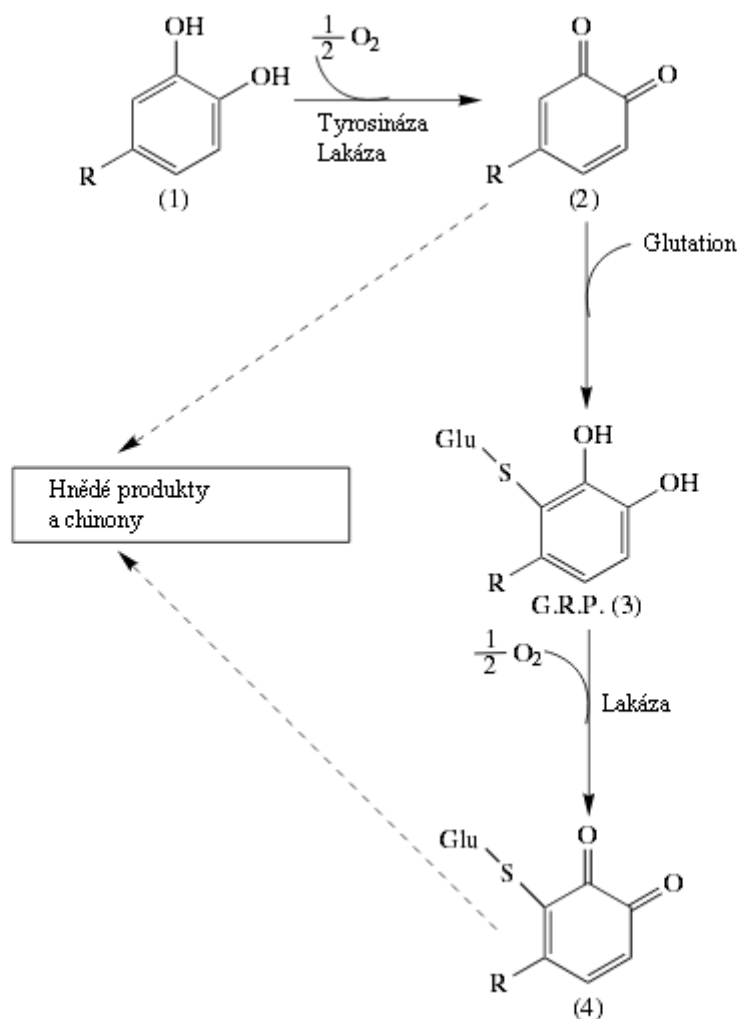 OH
OH
R
(1)
1/2 O2
Tyrosináza
Lakáza
O
O
R
(2)
Glutation
Glu
S
OH
OH
R
G.R.P. (3)
Hnědé produkty
a chinony
1/2 O2
Lakáza
Glu
S
O
O
R
(4)